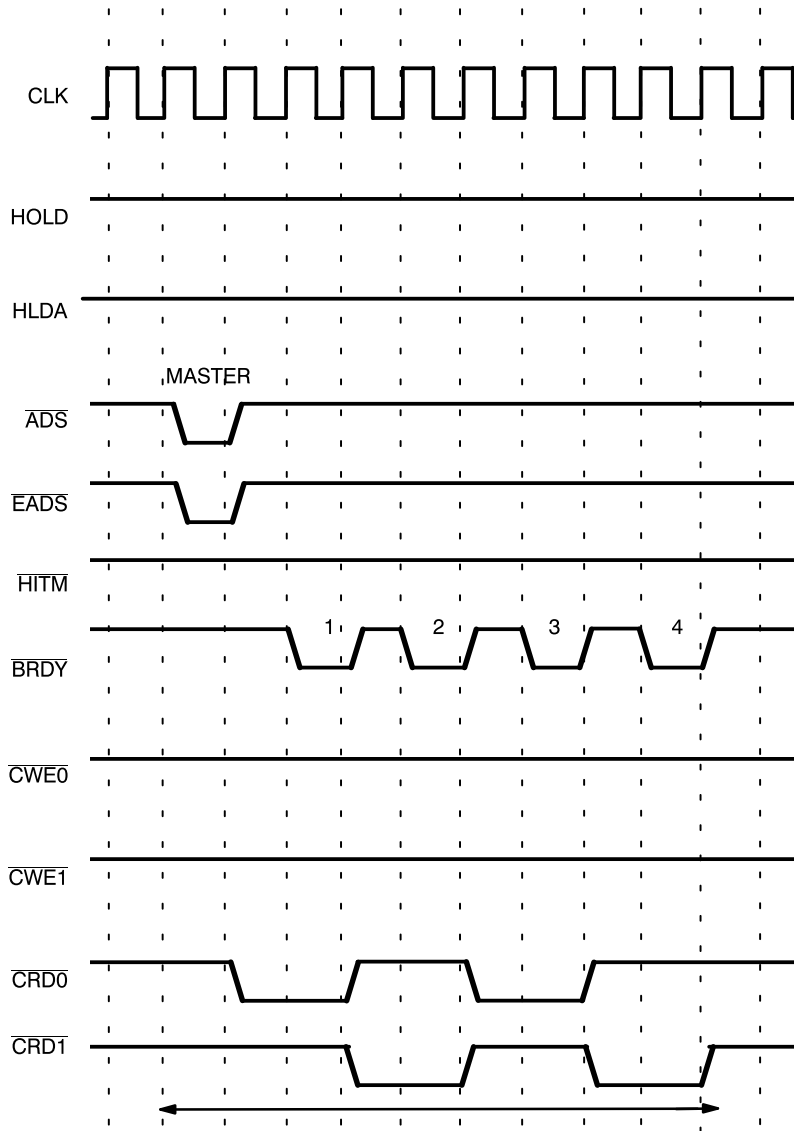 CLK
HOLD
HLDA
MASTER
ADS
EADS
HITM
1 2 3 4
BRDY
CWE0
CWE1
CRD0
CRD1